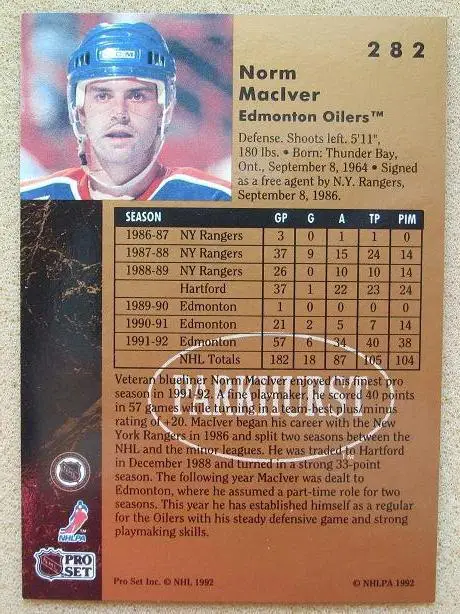 282
Norm
MacIver
Edmonton Oilers™
Defense. Shoots left. 5'11",
180 lbs. • Born: Thunder Bay,
Ont., September 8, 1964 • Signed
as a free agent by N.Y. Rangers,
September 8, 1986.
SEASON GP G A TP PIM
1986-87 NY Rangers 3 0 1 1 0
1987-88 NY Rangers 37 9 15 24 14
1988-89 NY Rangers 26 0 10 10 14
Hartford 37 1 22 23 24
1989-90 Edmonton 1 0 0 0 0
1990-91 Edmonton 21 2 5 7 14
1991-92 Edmonton 57 34 40 38
NHL Totals 182 18 87 105 104
PARKHURST
Veteran blueliner Norm MacIver enjoyed his finest pro
season in 1991-92. A fine playmaker, he scored 40 points
in 57 games while turning in a team-best plus/minus
rating of +20. MacIver began his career with the
New York Rangers in 1986 and split two seasons between the
NHL and the minor leagues. He was traded to Hartford
in December 1988 and turned in a strong 33-point
season. The following year MacIver was dealt to
Edmonton, where he assumed a part-time role for two
seasons. This year he has established himself as a regular
for the Oilers with his steady defensive game and strong
playmaking skills.
NHLPA
PRO
SET
Pro Set Inc. © NHL 1992 © NHLPA 1992